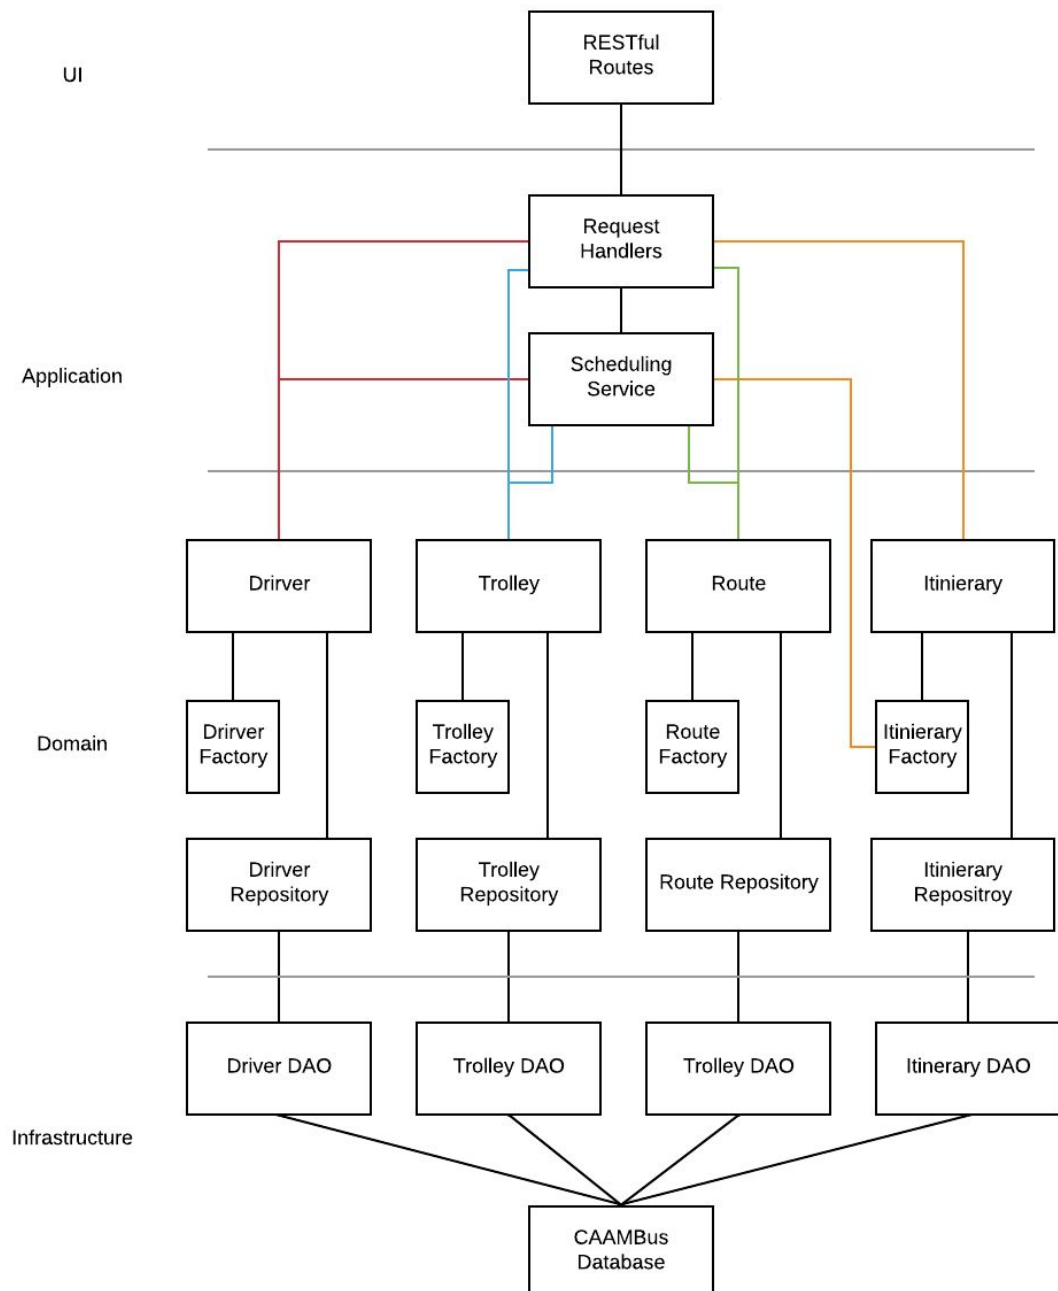 RESTful
Routes
UI
Request
Handlers
Scheduling
Service
Application
Drirver
Trolley
Route
Itinierary
Drirver
Factory
Trolley
Factory
Route
Factory
Itinierary
Factory
Domain
Drirver
Repository
Trolley
Repository
Route Repository
Itinierary
Repositroy
Driver DAO
Trolley DAO
Trolley DAO
Itinerary DAO
Infrastructure
CAAMBus
Database